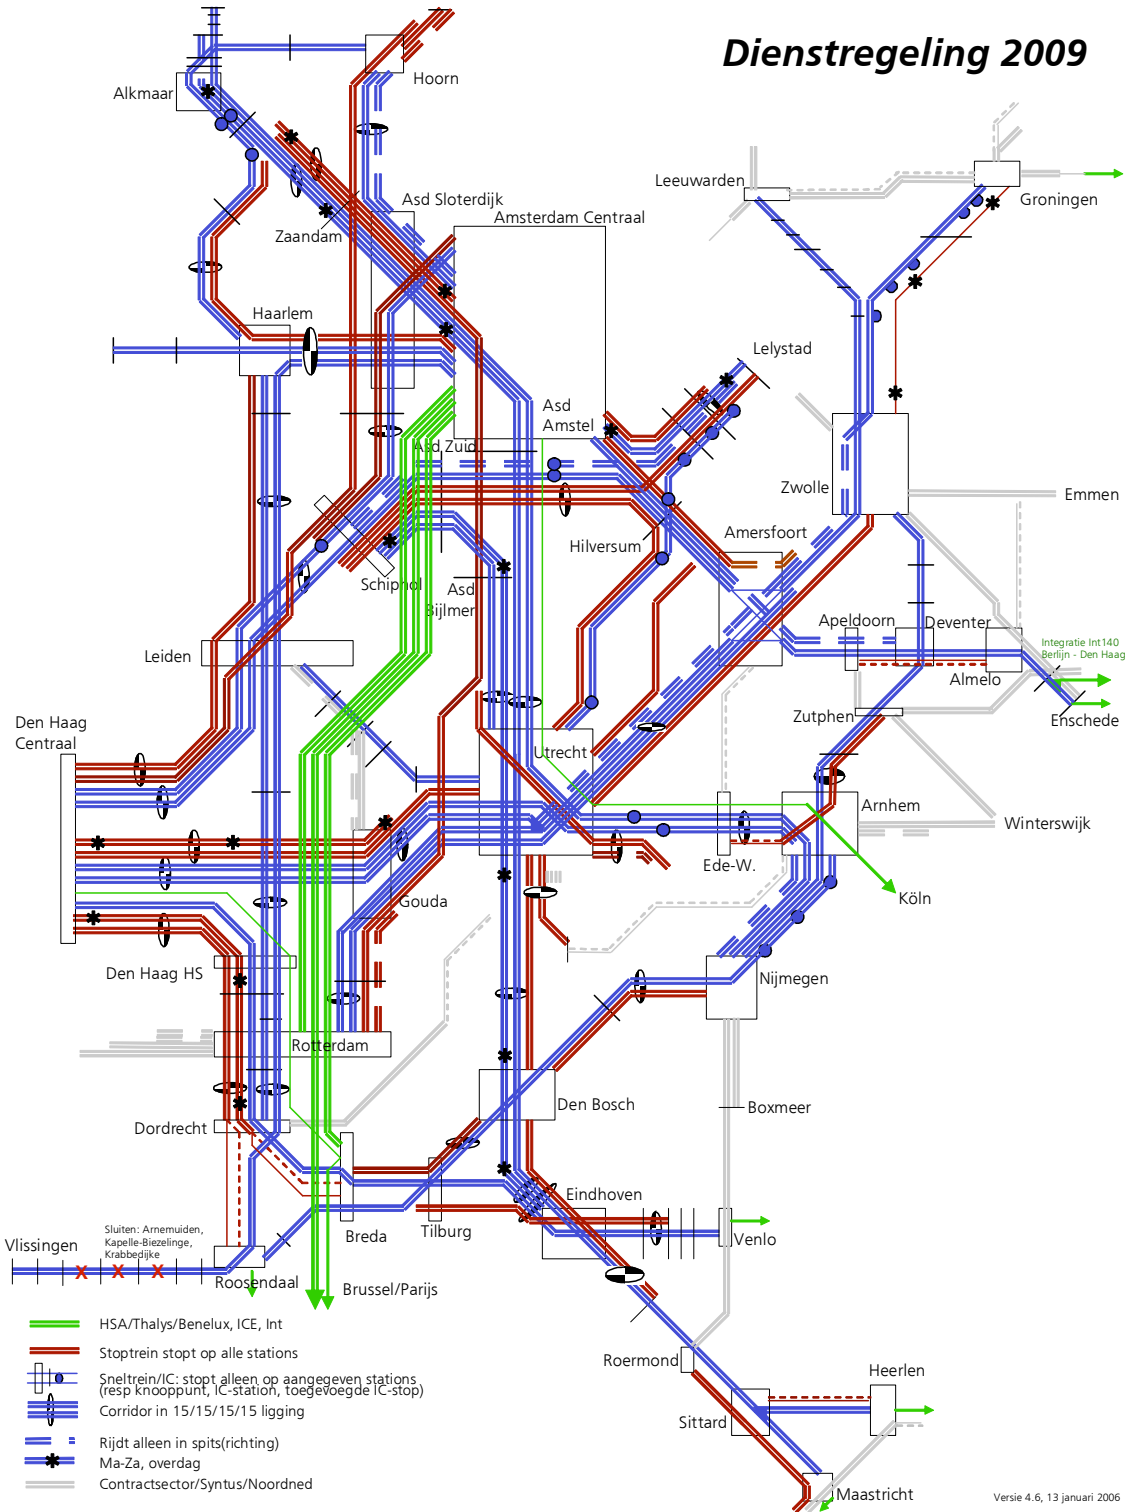 Dienstregeling 2009
Hoorn
Alkmaar
Leeuwarden
Groningen
Asd Sloterdijk
Amsterdam Centraal
Zaandam
Haarlem
Lelystad
Asd
Amstel
Asd Zuid
Zwolle
Emmen
Hilversum
Amersfoort
Schiphol
Asd
Bijlmer
Apeldoorn
Deventer
Integratie Int140
Berlijn - Den Haag
Leiden
Almelo
Enschede
Zutphen
Den Haag
Centraal
Utrecht
Arnhem
Winterswijk
Ede-W.
Köln
Gouda
Den Haag HS
Nijmegen
Rotterdam
Den Bosch
Boxmeer
Dordrecht
Eindhoven
Sluiten: Arnemuiden,
Kapelle-Biezelinge,
Krabbedijke
Vlissingen
X X X
Breda
Tilburg
Venlo
Roosendaal
Brussel/Parijs
HSA/Thalys/Benelux, ICE, Int
Stoptrein stopt op alle stations
Sneltrein/IC: stopt alleen op aangegeven stations
(resp knooppunt, IC-station, toegevoegde IC-stop)
Corridor in 15/15/15/15 ligging
Rijdt alleen in spits(richting)
Ma-Za, overdag
Contractsector/Syntus/Noordned
Roermond
Heerlen
Sittard
Maastricht
Versie 4.6, 13 januari 2006